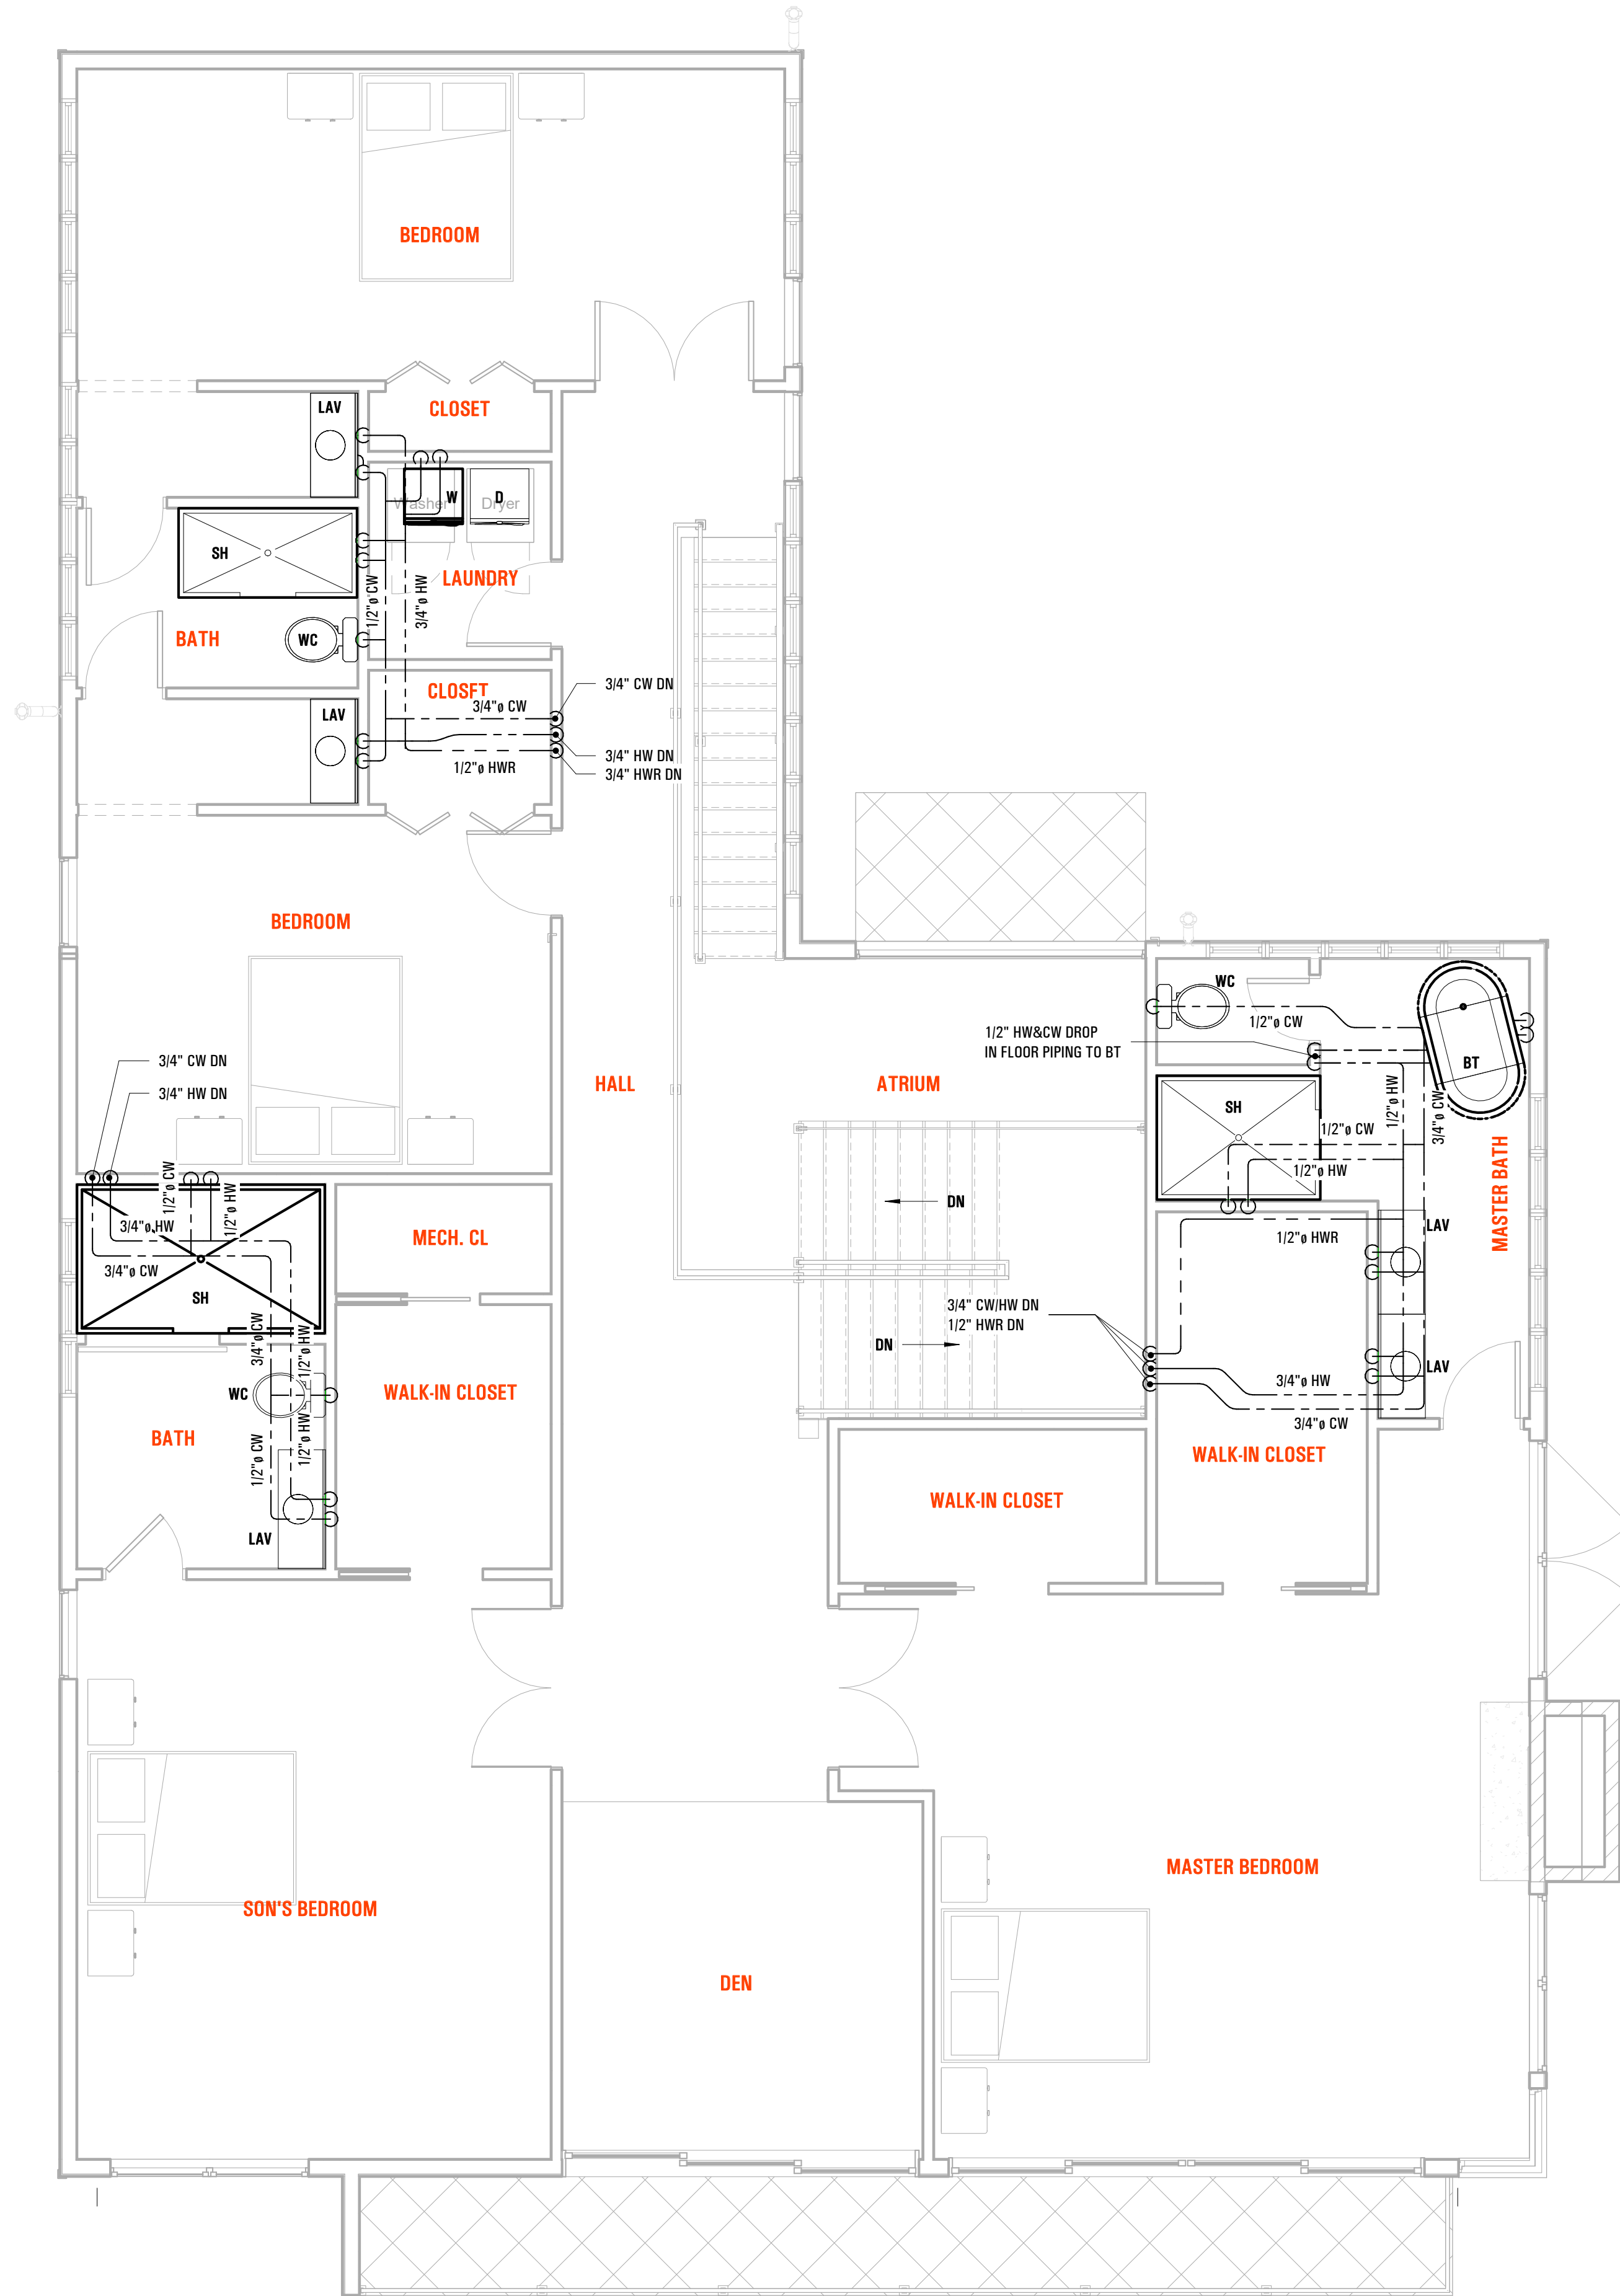 BEDROOM
LAV
CLOSET
Washer
W
Dryer
D
SH
LAUNDRY
1/2"ø CW
3/4"ø HW
BATH
WC
CLOSFT
3/4" CW DN
3/4"ø CW
LAV
3/4" HW DN
1/2"ø HWR
3/4" HWR DN
BEDROOM
WC
1/2"ø CW
1/2" HW&CW DROP
IN FLOOR PIPING TO BT
BT
3/4" CW DN
HALL
ATRIUM
3/4" HW DN
1/2"ø HW
3/4"ø CW
SH
1/2"ø CW
1/2"ø HW
MASTER BATH
1/2"ø CW
1/2"ø HW
DN
3/4"ø HW
MECH. CL
LAV
1/2"ø HWR
3/4"ø CW
SH
3/4" CW/HW DN
1/2" HWR DN
3/4"ø CW
1/2"ø HW
DN
LAV
WC
WALK-IN CLOSET
3/4"ø HW
3/4"ø CW
BATH
1/2"ø CW
1/2"ø HW
WALK-IN CLOSET
WALK-IN CLOSET
LAV
MASTER BEDROOM
SON'S BEDROOM
DEN